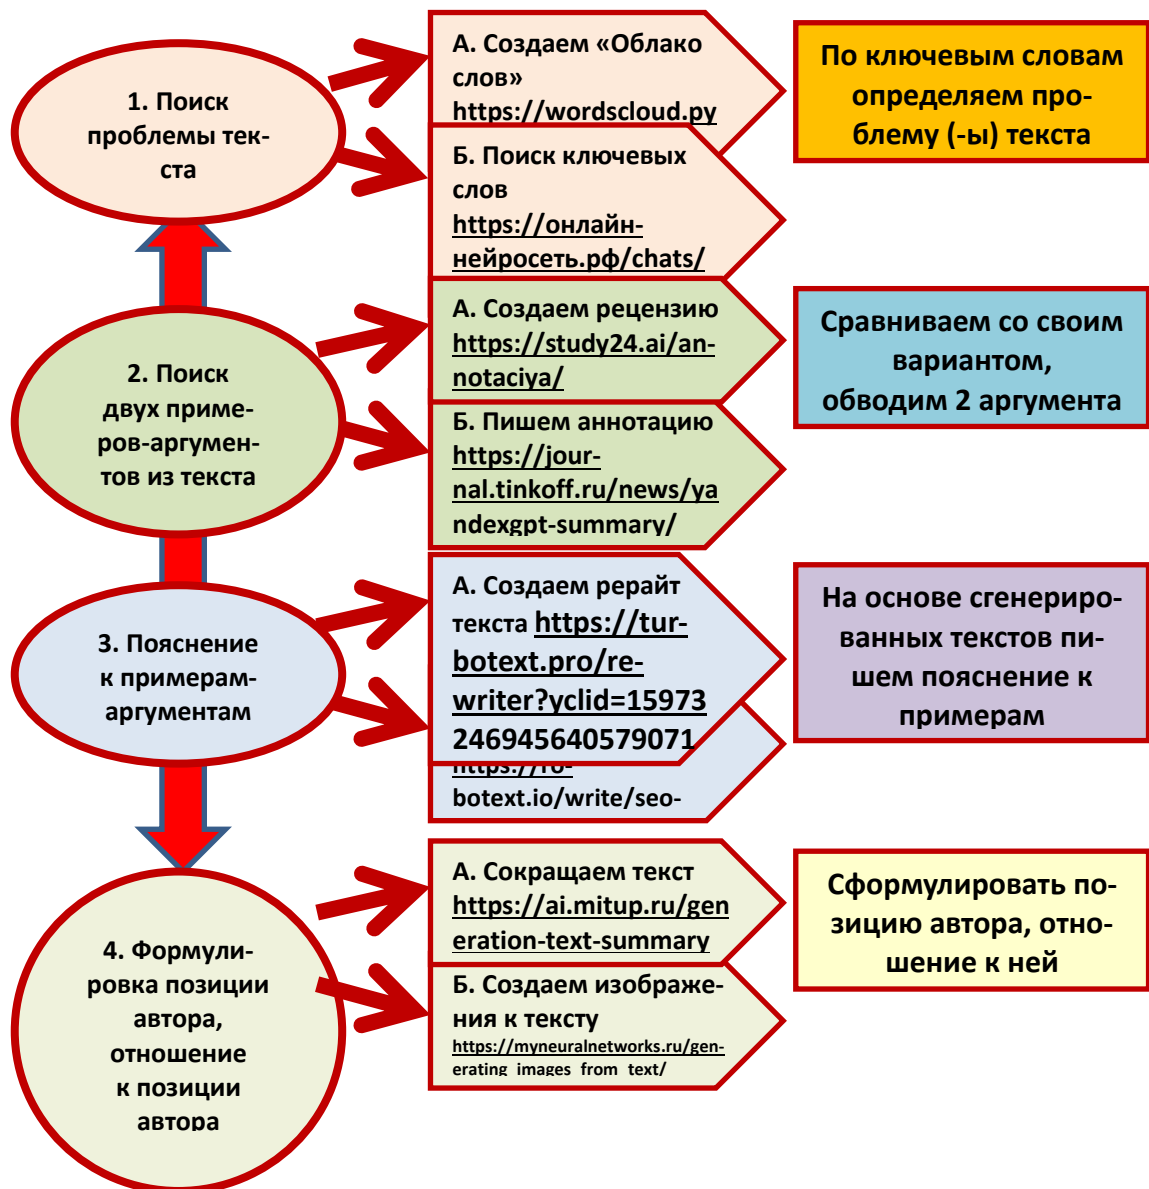 1. Поиск
проблемы тек-
ста
А. Создаем «Облако
слов»
https://wordscloud.ру
Б. Поиск ключевых
слов
https://онлайн-
нейросеть.рф/chats/
По ключевым словам
определяем про-
блему (-ы) текста
2. Поиск
двух приме-
ров-аргумен-
тов из текста
А. Создаем рецензию
https://study24.ai/an-
notaciya/
Б. Пишем аннотацию
https://jour-
nal.tinkoff.ru/news/ya
ndexgpt-summary/
Сравниваем со своим
вариантом,
обводим 2 аргумента
3. Пояснение
к примерам-
аргументам
А. Создаем рерайт
текста https://tur-
botext.pro/re-
writer?yclid=15973
246945640579071
https://ro-
botext.io/write/seo-
На основе сгенериро-
ванных текстов пи-
шем пояснение к
примерам
4. Формули-
ровка позиции
автора,
отношение
к позиции
автора
А. Сокращаем текст
https://ai.mitup.ru/gen
eration-text-summary
Б. Создаем изображе-
ния к тексту
https://myneuralnetworks.ru/gen-
erating_images_from_text/
Сформулировать по-
зицию автора, отно-
шение к ней